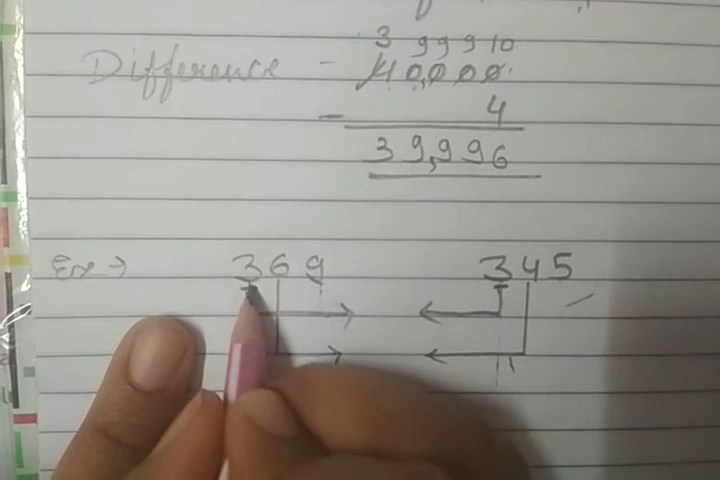 3 9 9 9 10
Difference - 40,000
- 4
39,996
Ex → 369 345